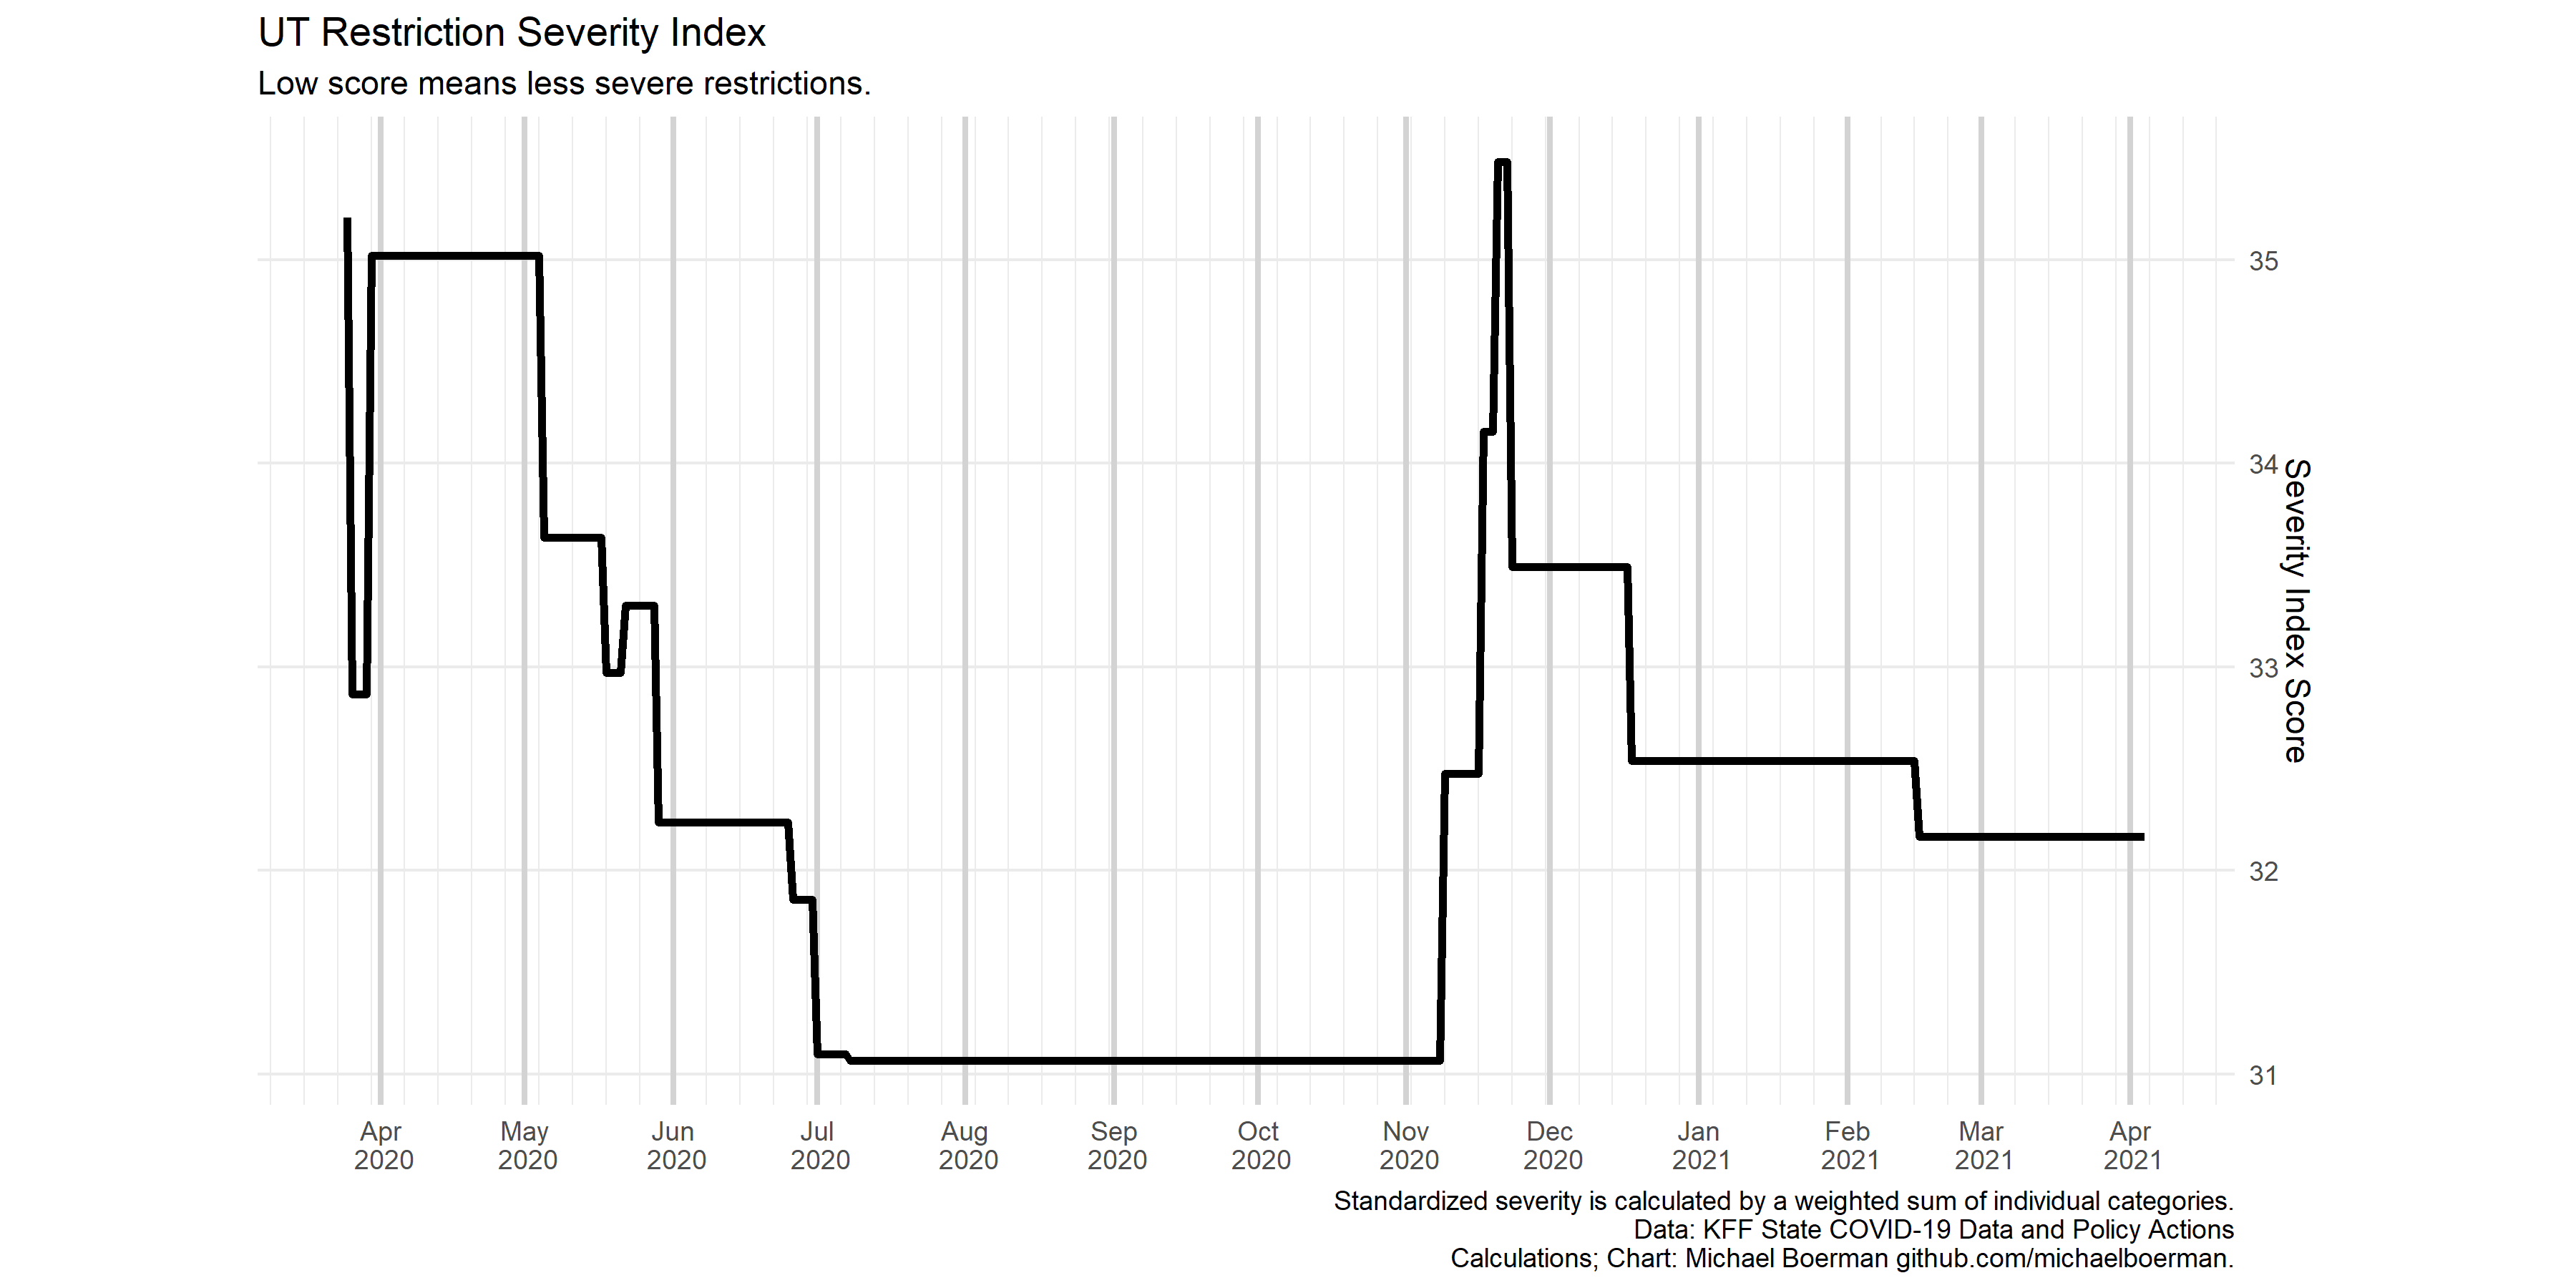 UT Restriction Severity Index
Low score means less severe restrictions.
35
34
33
32
31
Severity Index Score
Apr
2020
May
2020
Jun
2020
Jul
2020
Aug
2020
Sep
2020
Oct
2020
Nov
2020
Dec
2020
Jan
2021
Feb
2021
Mar
2021
Apr
2021
Standardized severity is calculated by a weighted sum of individual categories.
Data: KFF State COVID-19 Data and Policy Actions
Calculations; Chart: Michael Boerman github.com/michaelboerman.